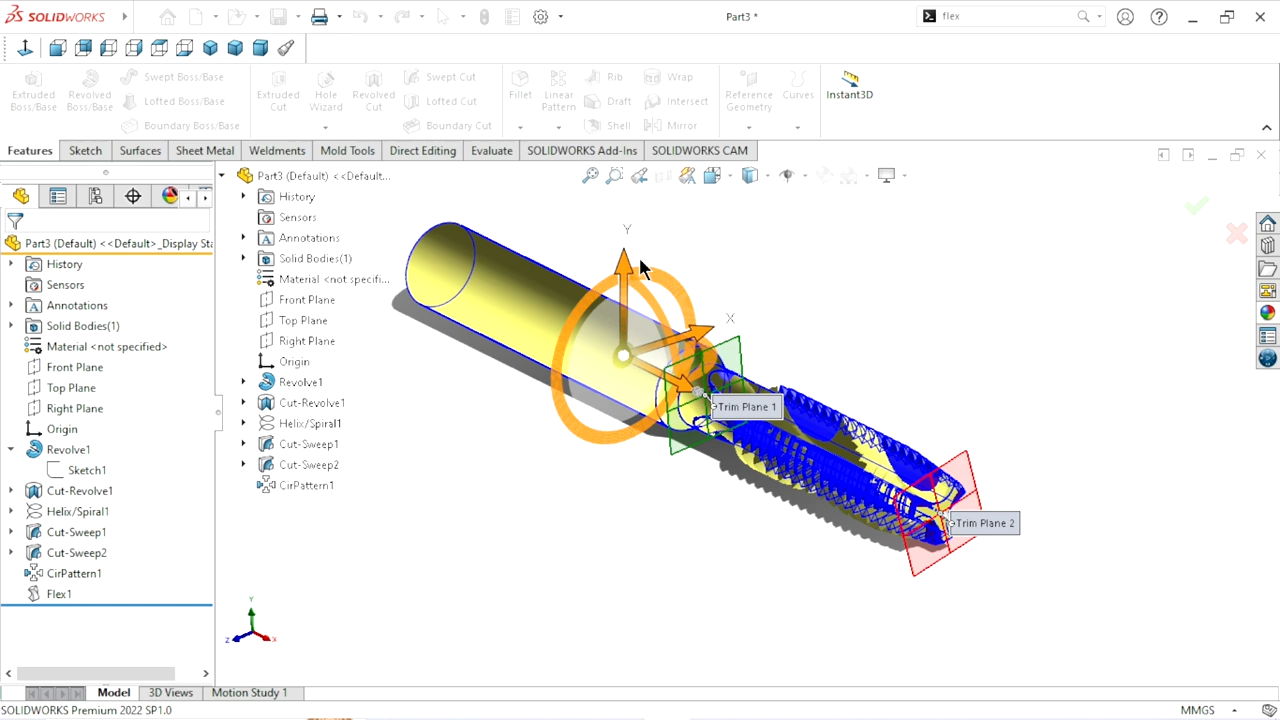 SOLIDWORKS
Part3 *
flex
Extruded Boss/Base
Revolved Boss/Base
Swept Boss/Base
Lofted Boss/Base
Boundary Boss/Base
Extruded Cut
Hole Wizard
Revolved Cut
Swept Cut
Lofted Cut
Boundary Cut
Fillet
Linear Pattern
Rib
Draft
Shell
Wrap
Intersect
Mirror
Reference Geometry
Curves
Instant3D
Features
Sketch
Surfaces
Sheet Metal
Weldments
Mold Tools
Direct Editing
Evaluate
SOLIDWORKS Add-Ins
SOLIDWORKS CAM
Part3 (Default) <<Default>_Display Sta
History
Sensors
Annotations
Solid Bodies(1)
Material <not specified>
Front Plane
Top Plane
Right Plane
Origin
Revolve1
Sketch1
Cut-Revolve1
Helix/Spiral1
Cut-Sweep1
Cut-Sweep2
CirPattern1
Flex1
Part3 (Default) <<Default...
History
Sensors
Annotations
Solid Bodies(1)
Material <not specifi...
Front Plane
Top Plane
Right Plane
Origin
Revolve1
Cut-Revolve1
Helix/Spiral1
Cut-Sweep1
Cut-Sweep2
CirPattern1
Y
X
Trim Plane 1
Trim Plane 2
Y
Z
X
Model
3D Views
Motion Study 1
SOLIDWORKS Premium 2022 SP1.0
MMGS